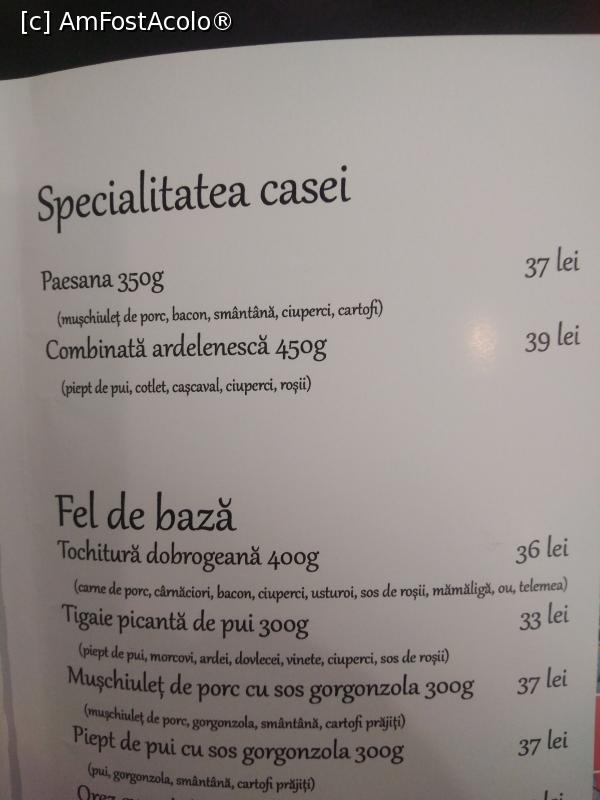 [c] AmFostAcolo®
Specialitatea casei
Paesana 350g 37 lei
(mușchiuleț de porc, bacon, smântână, ciuperci, cartofi)
Combinată ardelenescă 450g 39 lei
(piept de pui, cotlet, cașcaval, ciuperci, roșii)
Fel de bază
Tochitură dobrogeană 400g 36 lei
(carne de porc, cârnăciori, bacon, ciuperci, usturoi, sos de roșii, mămăligă, ou, telemea)
Tigaie picantă de pui 300g 33 lei
(piept de pui, morcovi, ardei, dovlecei, vinete, ciuperci, sos de roșii)
Mușchiuleț de porc cu sos gorgonzola 300g 37 lei
(mușchiuleț de porc, gorgonzola, smântână, cartofi prăjiți)
Piept de pui cu sos gorgonzola 300g 37 lei
(pui, gorgonzola, smântână, cartofi prăjiți)
Orez lei